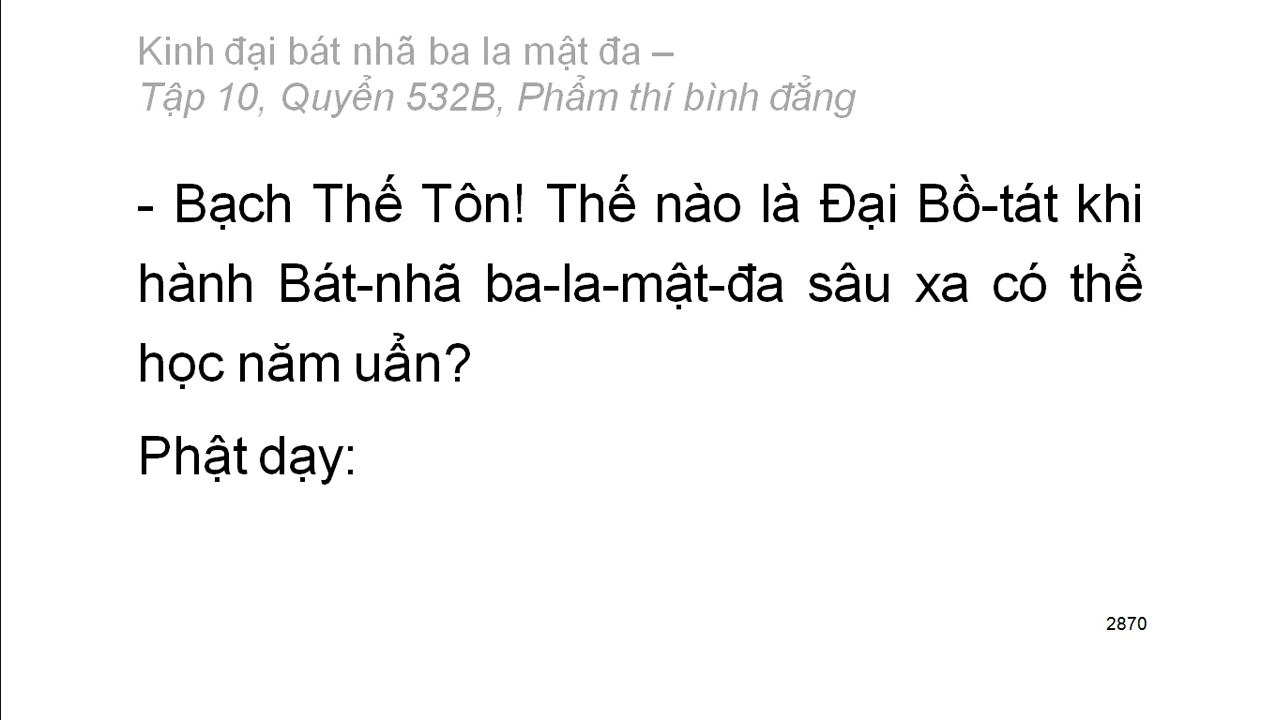 Kinh đại bát nhã ba la mật đa –
Tập 10, Quyển 532B, Phẩm thí bình đẳng
- Bạch Thế Tôn! Thế nào là Đại Bồ-tát khi
hành Bát-nhã ba-la-mật-đa sâu xa có thể
học năm uẩn?
Phật dạy:
2870